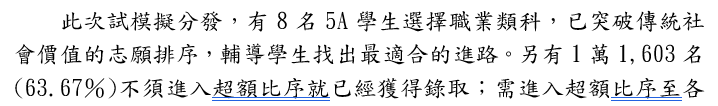 此次試模擬分發，有 8 名 5A 學生選擇職業類科，已突破傳統社
會價值的志願排序，輔導學生找出最適合的進路。另有 1 萬 1,603 名
(63.67%)不須進入超額比序就已經獲得錄取；需進入超額比序至各